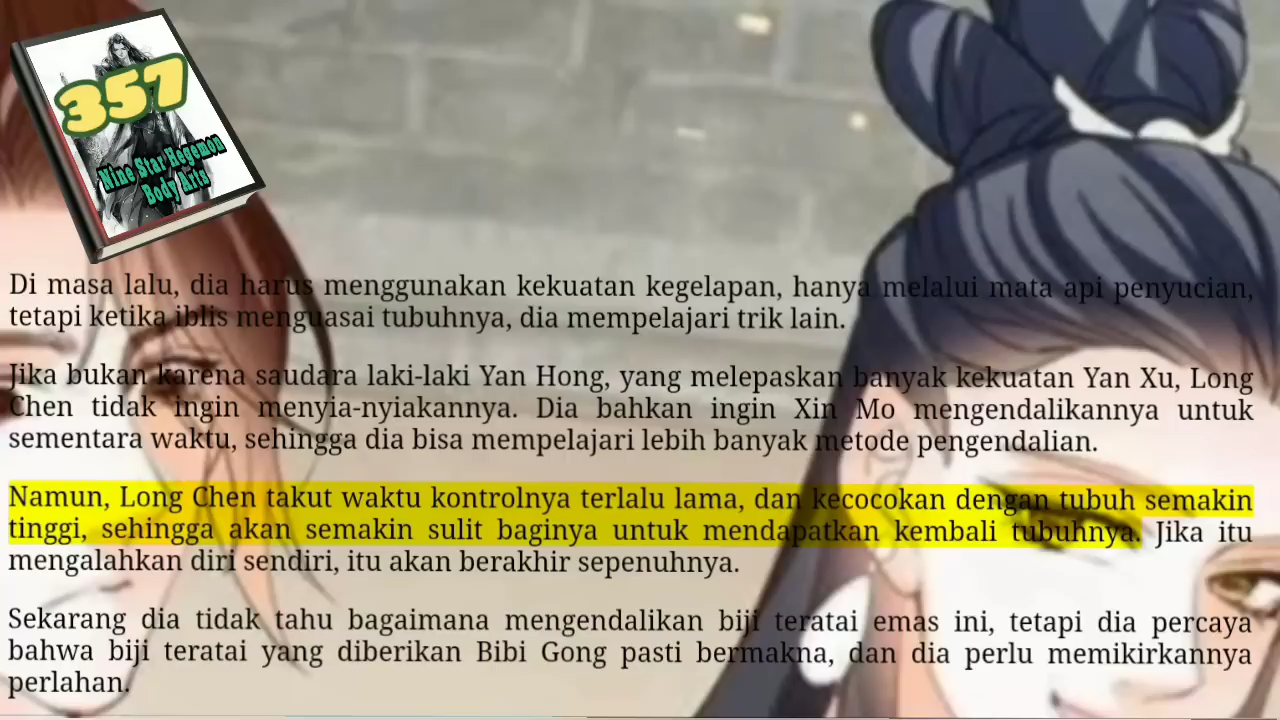 357
Nine Star Hegemon
Body Arts
Di masa lalu, dia harus menggunakan kekuatan kegelapan, hanya melalui mata api penyucian,
tetapi ketika iblis menguasai tubuhnya, dia mempelajari trik lain.
Jika bukan karena saudara laki-laki Yan Hong, yang melepaskan banyak kekuatan Yan Xu, Long
Chen tidak ingin menyia-nyiakannya. Dia bahkan ingin Xin Mo mengendalikannya untuk
sementara waktu, sehingga dia bisa mempelajari lebih banyak metode pengendalian.
Namun, Long Chen takut waktu kontrolnya terlalu lama, dan kecocokan dengan tubuh semakin
tinggi, sehingga akan semakin sulit baginya untuk mendapatkan kembali tubuhnya. Jika itu
mengalahkan diri sendiri, itu akan berakhir sepenuhnya.
Sekarang dia tidak tahu bagaimana mengendalikan biji teratai emas ini, tetapi dia percaya
bahwa biji teratai yang diberikan Bibi Gong pasti bermakna, dan dia perlu memikirkannya
perlahan.